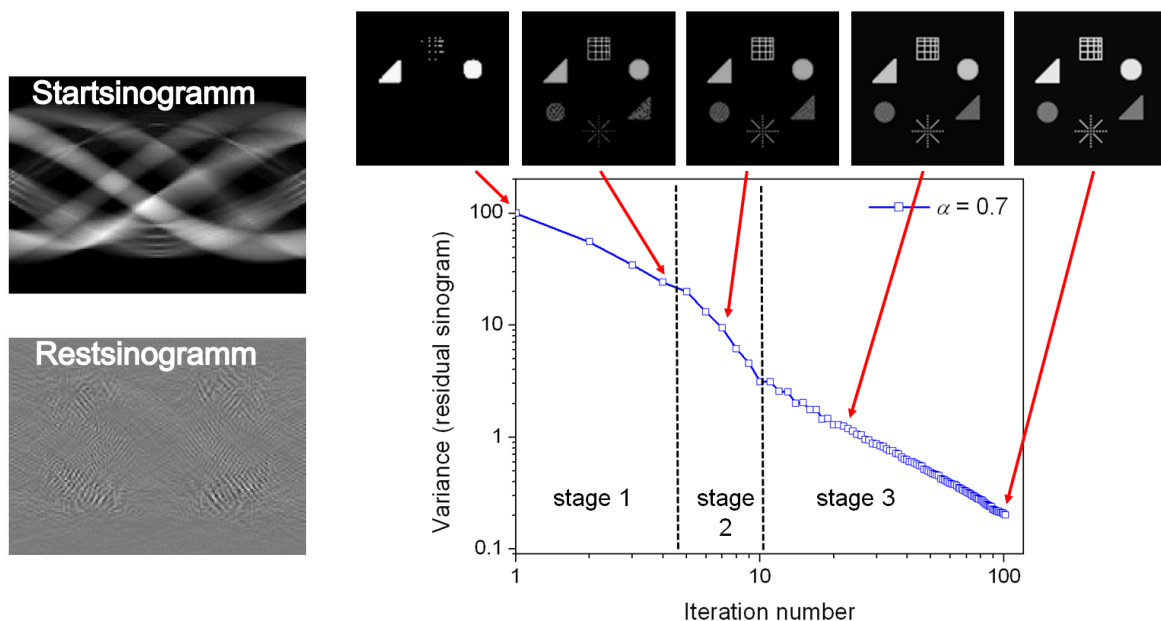 Startsinogramm
Restsinogramm
Variance (residual sinogram)
100
10
1
0.1
α = 0.7
stage 1
stage
2
stage 3
1
10
100
Iteration number